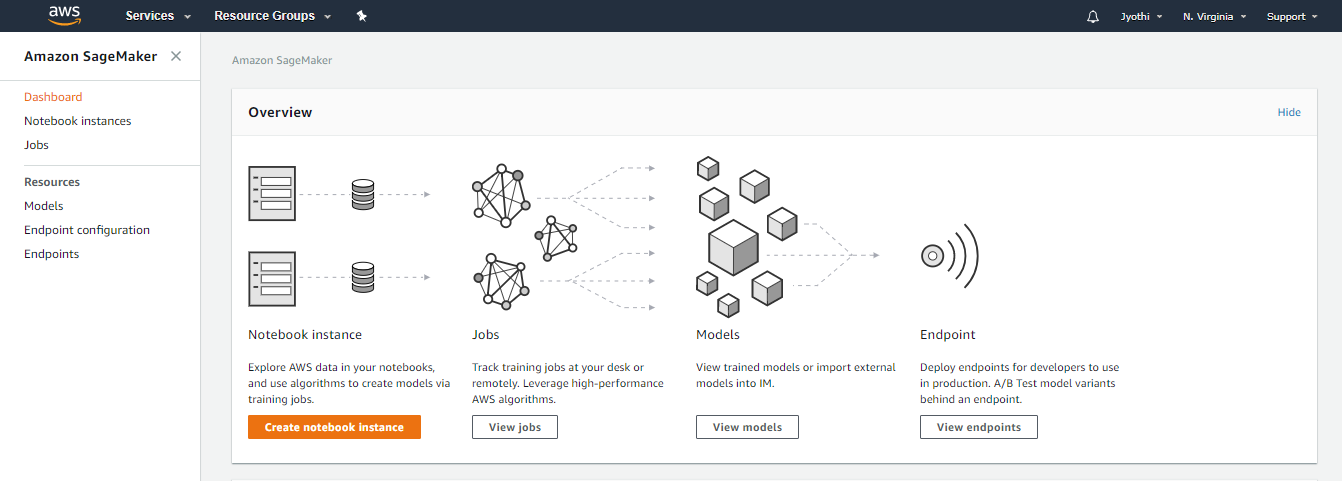 aws
Services
Resource Groups
Jyothi
N. Virginia
Support
Amazon SageMaker
Dashboard
Notebook instances
Jobs
Resources
Models
Endpoint configuration
Endpoints
Amazon SageMaker
Overview
Hide
Notebook instance
Explore AWS data in your notebooks,
and use algorithms to create models via
training jobs.
Create notebook instance
Jobs
Track training jobs at your desk or
remotely. Leverage high-performance
AWS algorithms.
View jobs
Models
View trained models or import external
models into IM.
View models
Endpoint
Deploy endpoints for developers to use
in production. A/B Test model variants
behind an endpoint.
View endpoints